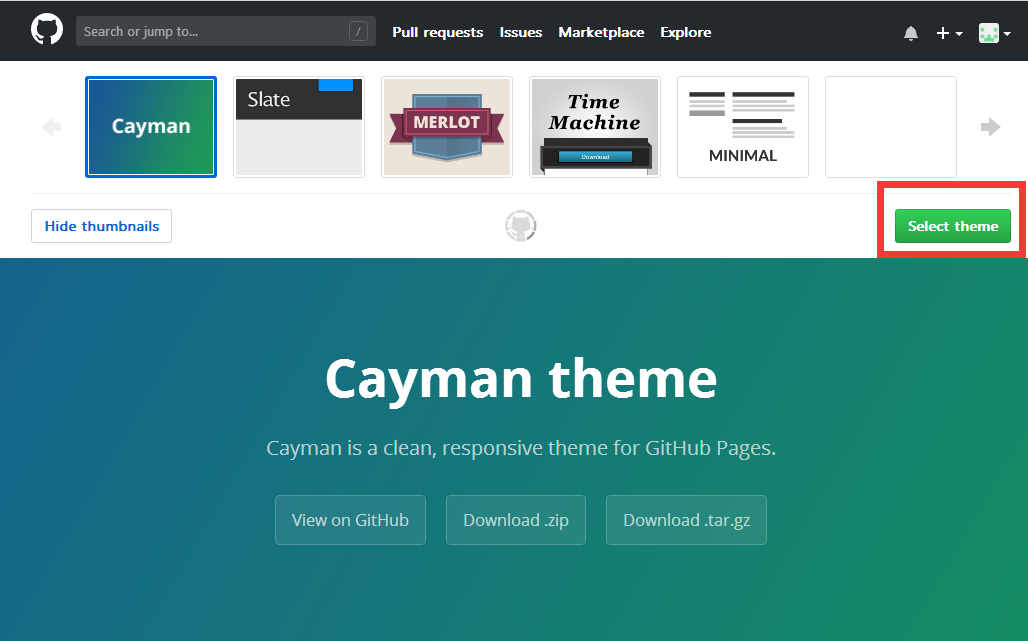 Search or jump to... / Pull requests Issues Marketplace Explore
Cayman
Slate
MERLOT
Time
Machine
Download
MINIMAL
Hide thumbnails
Select theme
Cayman theme
Cayman is a clean, responsive theme for GitHub Pages.
View on GitHub Download .zip Download .tar.gz